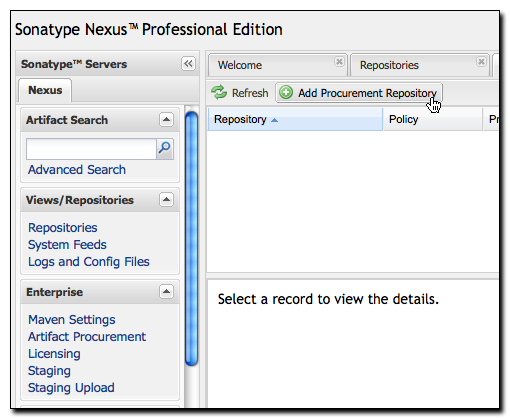 Sonatype Nexus™ Professional Edition
Sonatype™ Servers
Nexus
Artifact Search
Advanced Search
Views/Repositories
Repositories
System Feeds
Logs and Config Files
Enterprise
Maven Settings
Artifact Procurement
Licensing
Staging
Staging Upload
Welcome
Repositories
Refresh
Add Procurement Repository
Repository
Policy
Pr
Select a record to view the details.